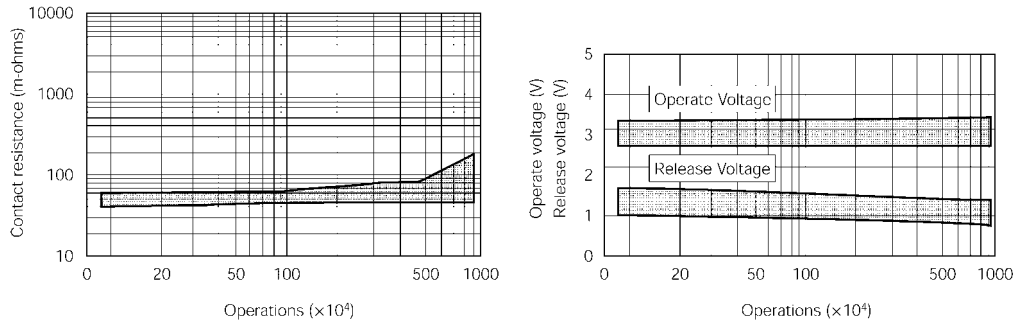 Contact resistance (m-ohms)
10000
1000
100
10
0 20 50 100 500 1000
Operations (×10⁴)
Operate voltage (V)
Release voltage (V)
5
4
3
2
1
0
Operate Voltage
Release Voltage
0 20 50 100 500 1000
Operations (×10⁴)